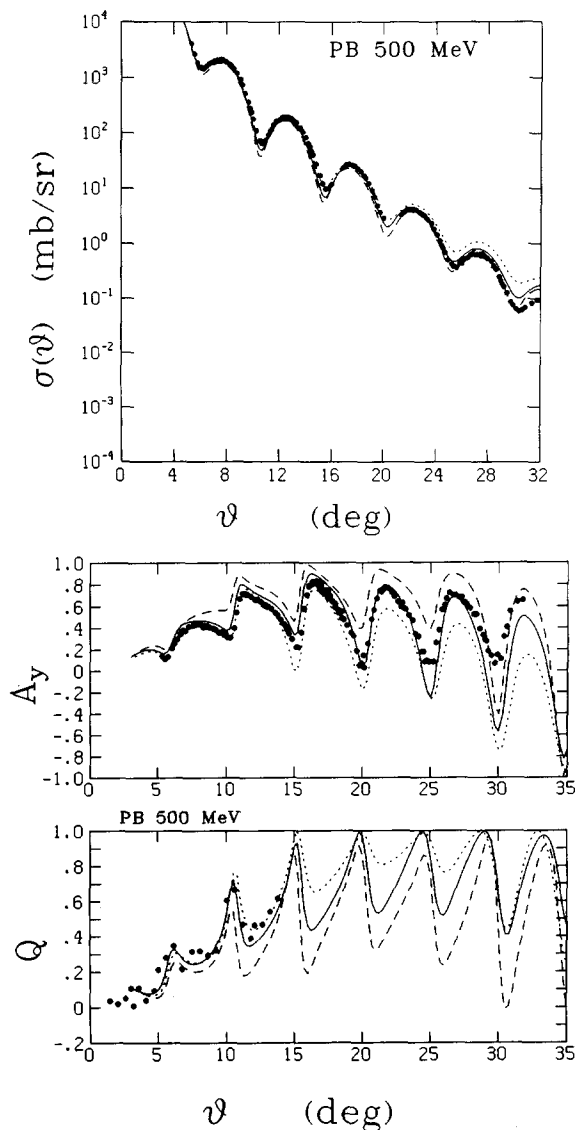 PB 500 MeV
10⁴
10³
10²
10¹
10⁰
10⁻¹
10⁻²
10⁻³
10⁻⁴
σ(ϑ) (mb/sr)
0 4 8 12 16 20 24 28 32
ϑ (deg)
1.0
.8
.6
.4
.2
0
-.2
-.4
-.6
-.8
-1.0
A_y
0 5 10 15 20 25 30 35
PB 500 MeV
1.0
.8
.6
.4
.2
0
-.2
Q
0 5 10 15 20 25 30 35
ϑ (deg)